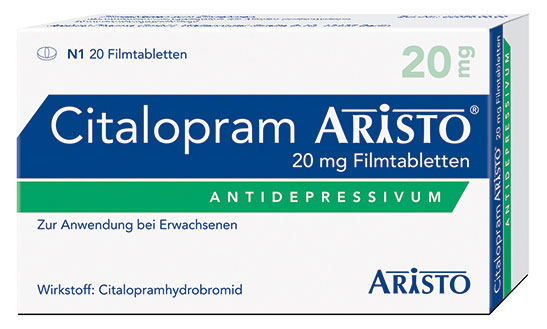 N1 20 Filmtabletten
20 mg
Citalopram ARISTO®
20 mg Filmtabletten
ANTIDEPRESSIVUM
Zur Anwendung bei Erwachsenen
Wirkstoff: Citalopramhydrobromid
ARISTO
Citalopram ARISTO®
20 mg Filmtabletten
ANTIDEPRESSIVUM